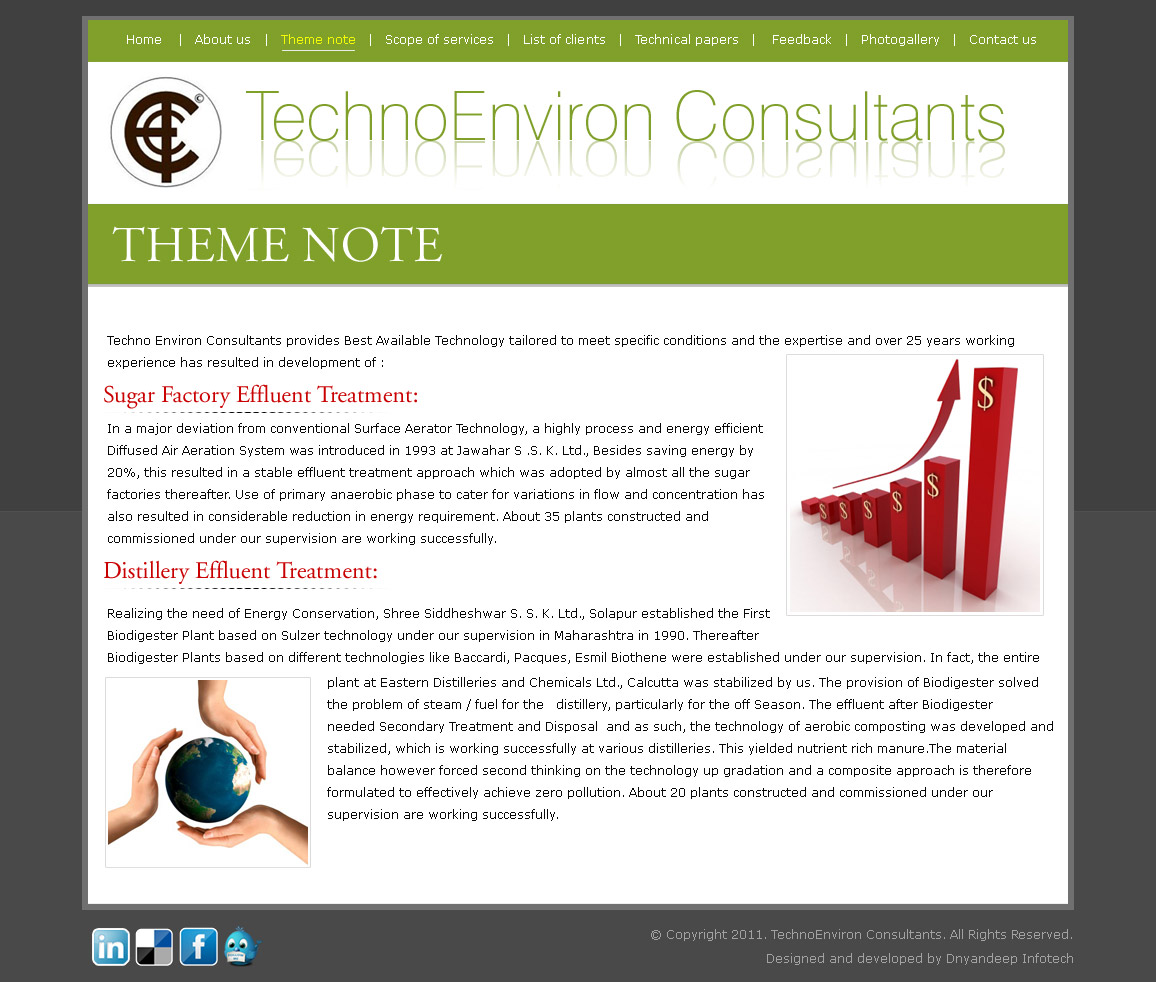 Home | About us | Theme note | Scope of services | List of clients | Technical papers | Feedback | Photogallery | Contact us
©
TechnoEnviron Consultants
THEME NOTE
Techno Environ Consultants provides Best Available Technology tailored to meet specific conditions and the expertise and over 25 years working
experience has resulted in development of :
Sugar Factory Effluent Treatment:
In a major deviation from conventional Surface Aerator Technology, a highly process and energy efficient
Diffused Air Aeration System was introduced in 1993 at Jawahar S .S. K. Ltd., Besides saving energy by
20%, this resulted in a stable effluent treatment approach which was adopted by almost all the sugar
factories thereafter. Use of primary anaerobic phase to cater for variations in flow and concentration has
also resulted in considerable reduction in energy requirement. About 35 plants constructed and
commissioned under our supervision are working successfully.
$ $ $ $ $ $
Distillery Effluent Treatment:
Realizing the need of Energy Conservation, Shree Siddheshwar S. S. K. Ltd., Solapur established the First
Biodigester Plant based on Sulzer technology under our supervision in Maharashtra in 1990. Thereafter
Biodigester Plants based on different technologies like Baccardi, Pacques, Esmil Biothene were established under our supervision. In fact, the entire
plant at Eastern Distilleries and Chemicals Ltd., Calcutta was stabilized by us. The provision of Biodigester solved
the problem of steam / fuel for the distillery, particularly for the off Season. The effluent after Biodigester
needed Secondary Treatment and Disposal and as such, the technology of aerobic composting was developed and
stabilized, which is working successfully at various distilleries. This yielded nutrient rich manure.The material
balance however forced second thinking on the technology up gradation and a composite approach is therefore
formulated to effectively achieve zero pollution. About 20 plants constructed and commissioned under our
supervision are working successfully.
in f
© Copyright 2011. TechnoEnviron Consultants. All Rights Reserved.
Designed and developed by Dnyandeep Infotech